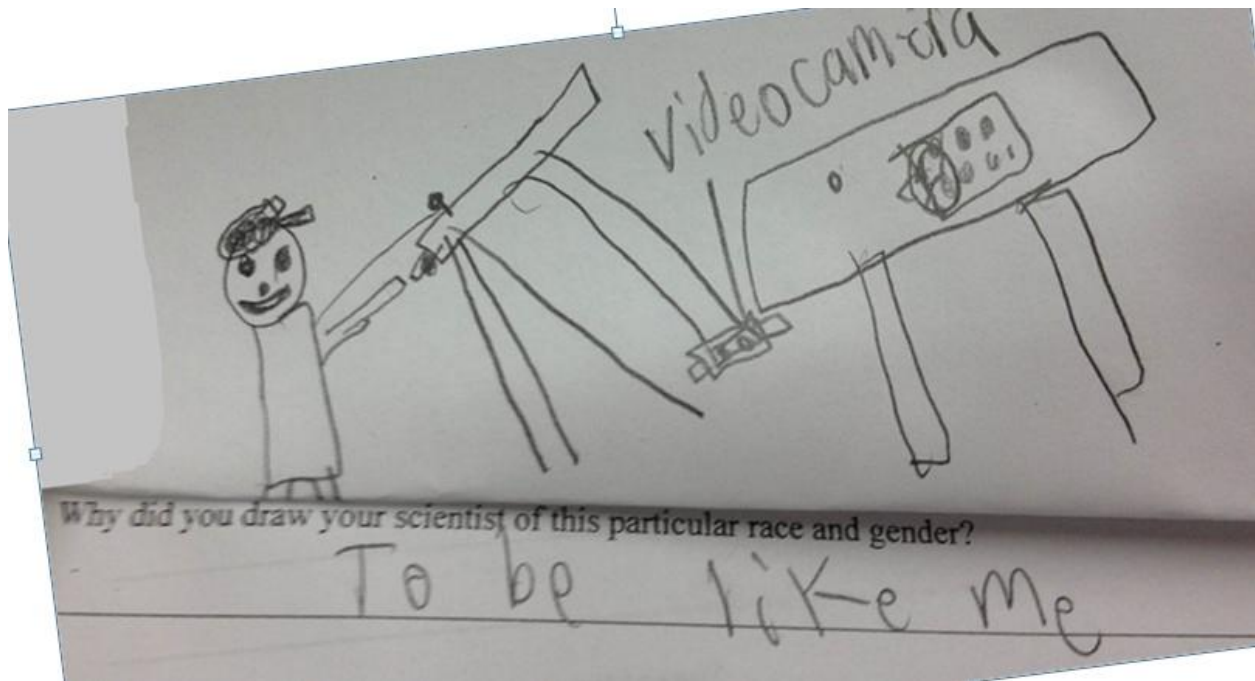 videocamera
Why did you draw your scientist of this particular race and gender?
To be like me